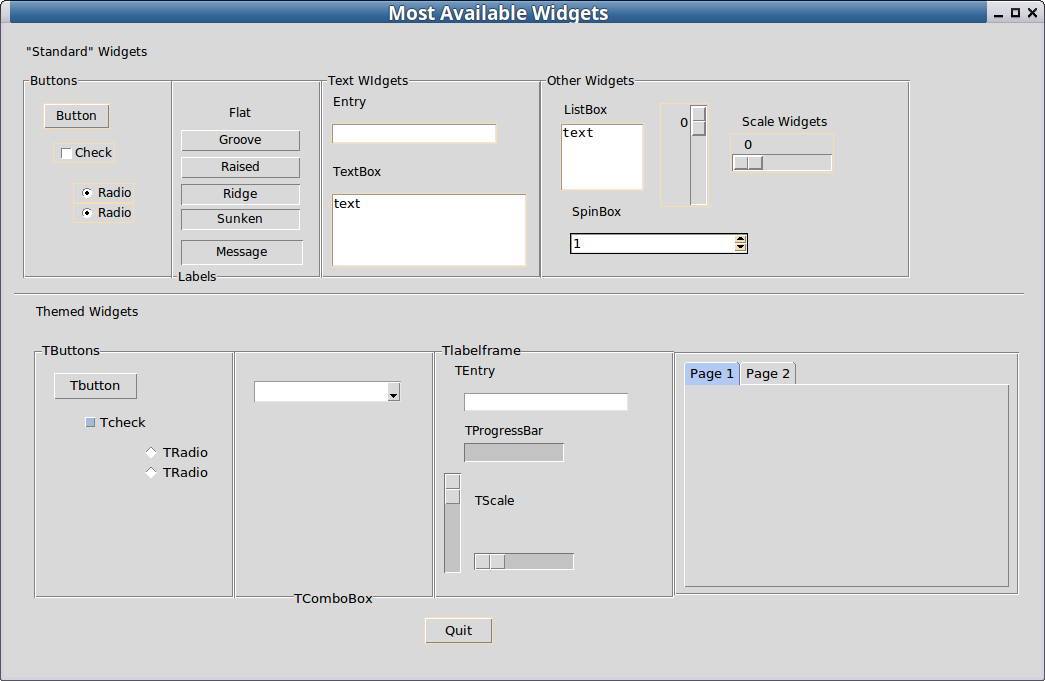 Most Available Widgets
"Standard" Widgets
Buttons
Button
Check
Radio
Radio
Flat
Groove
Raised
Ridge
Sunken
Message
Labels
Text WIdgets
Entry
TextBox
text
Other Widgets
ListBox
text
0
Scale Widgets
0
SpinBox
1
Themed Widgets
TButtons
Tbutton
Tcheck
TRadio
TRadio
TComboBox
Tlabelframe
TEntry
TProgressBar
TScale
Page 1 Page 2
Quit